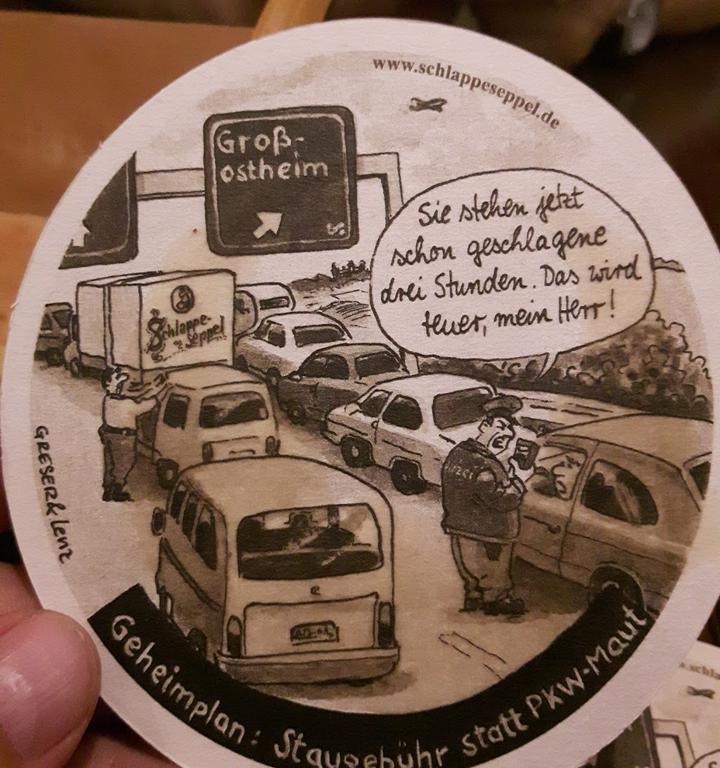 www.schlappeseppel.de
Groß-
ostheim
Sie stehen jetzt
schon geschlagene
drei Stunden. Das wird
teuer, mein Herr!
Schlappe-
seppel
GRESER & Lenz
Geheimplan: Staugebühr statt PKW-Maut